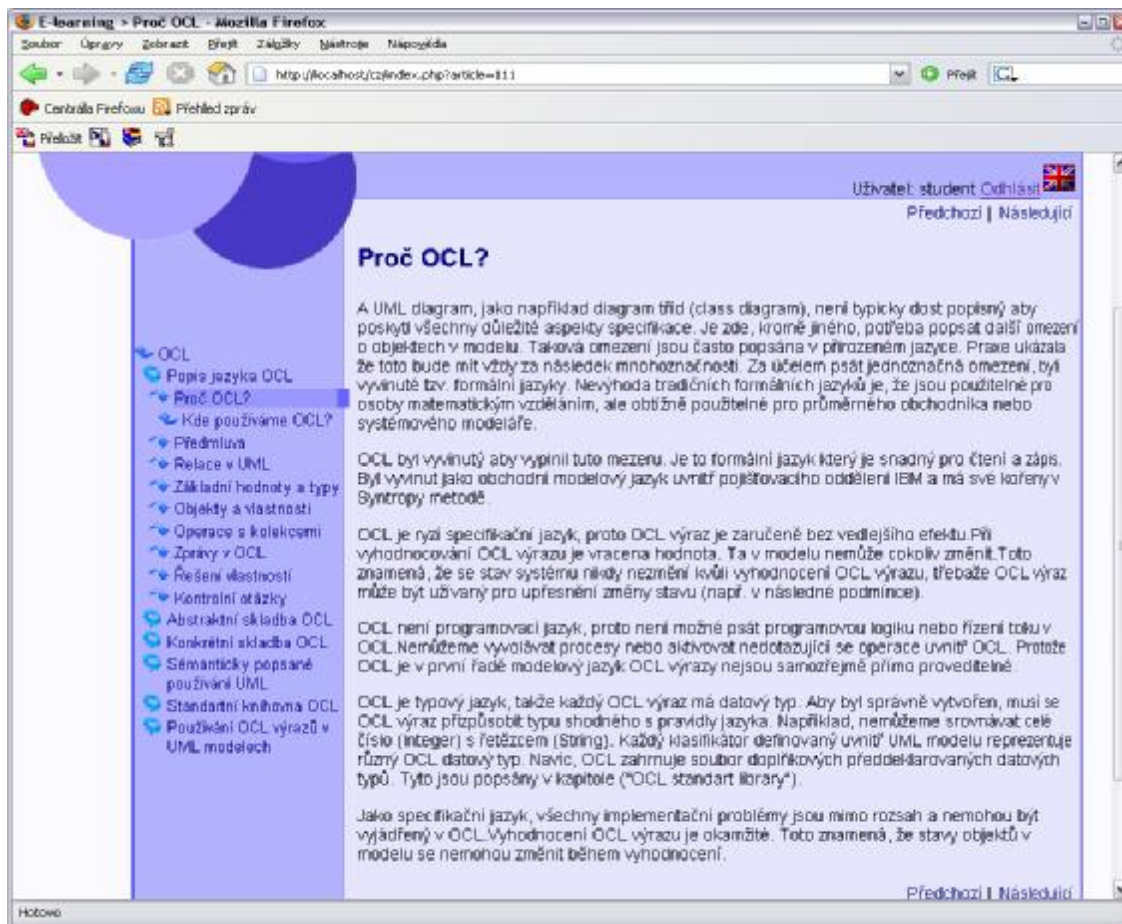 E-learning > Proč OCL - Mozilla Firefox
Soubor Úpravy Zobrazit Přejít Záložky Nástroje Nápověda
http://localhost/cz/index.php?article=111
Přejít
Centrála Firefoxu Přehled zpráv
Přeložit
Uživatel: student Odhlásit
Předchozí | Následující
OCL
Popis jazyka OCL
Proč OCL?
Kde používáme OCL?
Předmluva
Relace v UML
Základní hodnoty a typy
Objekty a vlastnosti
Operace s kolekcemi
Zprávy v OCL
Řešení vlastností
Kontrolní otázky
Abstraktní skladba OCL
Konkrétní skladba OCL
Sémanticky popsané
používání UML
Standartní knihovna OCL
Používání OCL výrazů v
UML modelech
Proč OCL?
A UML diagram, jako například diagram tříd (class diagram), není typicky dost popisný aby
poskytl všechny důležité aspekty specifikace. Je zde, kromě jiného, potřeba popsat další omezení
o objektech v modelu. Taková omezení jsou často popsána v přirozeném jazyce. Praxe ukázala
že toto bude mít vždy za následek mnohoznačnosti. Za účelem psát jednoznačná omezení, byl
vyvinuté tzv. formální jazyky. Nevýhoda tradičních formálních jazyků je, že jsou použitelné pro
osoby matematickým vzděláním, ale obtížně použitelné pro průměrného obchodníka nebo
systémového modeláře.
OCL byl vyvinutý aby vyplnil tuto mezeru. Je to formální jazyk který je snadný pro čtení a zápis.
Byl vyvinut jako obchodní modelový jazyk uvnitř pojišťovacího oddělení IBM a má své kořeny v
Syntropy metodě.
OCL je ryzí specifikační jazyk, proto OCL výraz je zaručeně bez vedlejšího efektu.Při
vyhodnocování OCL výrazu je vracena hodnota. Ta v modelu nemůže cokoliv změnit.Toto
znamená, že se stav systému nikdy nezmění kvůli vyhodnocení OCL výrazu, třebaže OCL výraz
může být užívaný pro upřesnění změny stavu (např. v následné podmínce).
OCL není programovací jazyk, proto není možné psát programovou logiku nebo řízení toku v
OCL.Nemůžeme vyvolávat procesy nebo aktivovat nedotazující se operace uvnitř OCL. Protože
OCL je v první řadě modelový jazyk OCL výrazy nejsou samozřejmě přímo proveditelné.
OCL je typový jazyk, takže každý OCL výraz má datový typ. Aby byl správně vytvořen, musí se
OCL výraz přizpůsobit typu shodného s pravidly jazyka. Například, nemůžeme srovnávat celé
číslo (Integer) s řetězcem (String). Každý klasifikátor definovaný uvnitř UML modelu reprezentuje
různý OCL datový typ. Navíc, OCL zahrnuje soubor doplňkových předdeklarovaných datových
typů. Tyto jsou popsány v kapitole ("OCL standart library").
Jako specifikační jazyk, všechny implementační problémy jsou mimo rozsah a nemohou být
vyjádřený v OCL.Vyhodnocení OCL výrazu je okamžité. Toto znamená, že stavy objektů v
modelu se nemohou změnit během vyhodnocení.
Předchozí | Následující
Hotovo